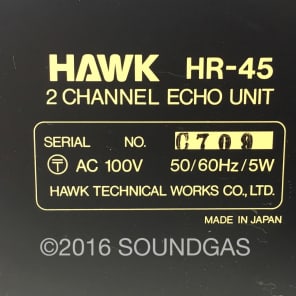 HAWK HR-45
2 CHANNEL ECHO UNIT
SERIAL NO. C709
Ⓣ AC 100V 50/60Hz/5W
HAWK TECHNICAL WORKS CO., LTD.
MADE IN JAPAN
©2016 SOUNDGAS